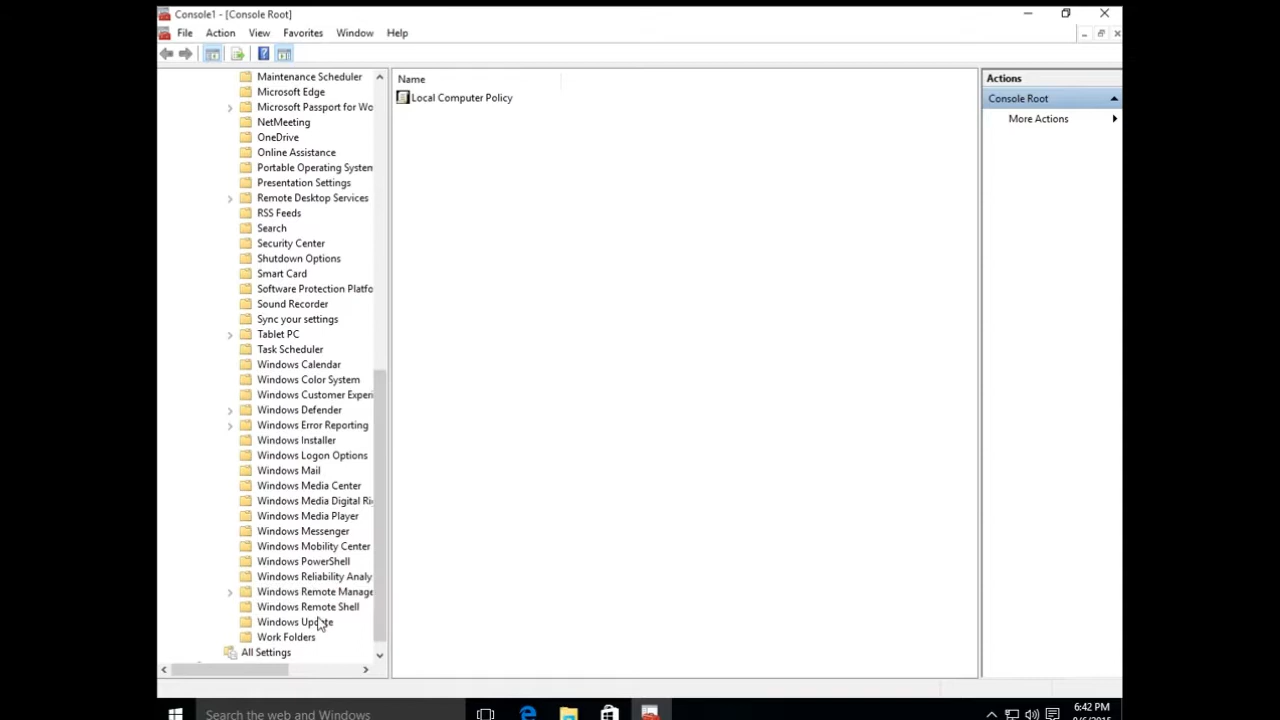 Console1 - [Console Root]
File Action View Favorites Window Help
Maintenance Scheduler
Microsoft Edge
Microsoft Passport for Wo
NetMeeting
OneDrive
Online Assistance
Portable Operating System
Presentation Settings
Remote Desktop Services
RSS Feeds
Search
Security Center
Shutdown Options
Smart Card
Software Protection Platfo
Sound Recorder
Sync your settings
Tablet PC
Task Scheduler
Windows Calendar
Windows Color System
Windows Customer Experi
Windows Defender
Windows Error Reporting
Windows Installer
Windows Logon Options
Windows Mail
Windows Media Center
Windows Media Digital Ri
Windows Media Player
Windows Messenger
Windows Mobility Center
Windows PowerShell
Windows Reliability Analy
Windows Remote Manage
Windows Remote Shell
Windows Update
Work Folders
All Settings
Name
Local Computer Policy
Actions
Console Root
More Actions
Search the web and Windows
6:42 PM